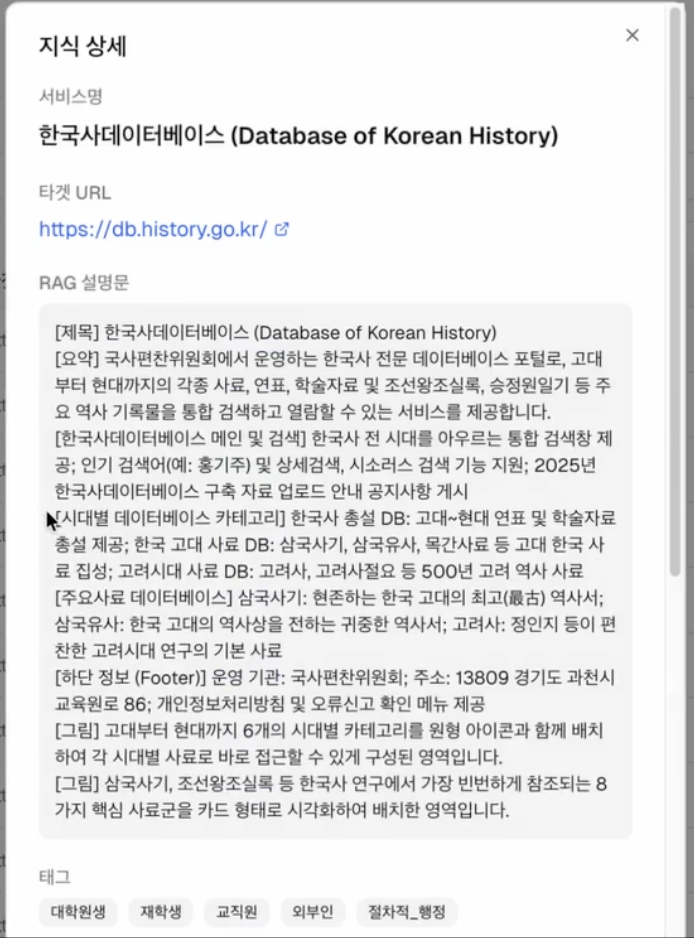 지식 상세
서비스명
한국사데이터베이스 (Database of Korean History)
타겟 URL
https://db.history.go.kr/
RAG 설명문
[제목] 한국사데이터베이스 (Database of Korean History)
[요약] 국사편찬위원회에서 운영하는 한국사 전문 데이터베이스 포털로, 고대
부터 현대까지의 각종 사료, 연표, 학술자료 및 조선왕조실록, 승정원일기 등 주
요 역사 기록물을 통합 검색하고 열람할 수 있는 서비스를 제공합니다.
[한국사데이터베이스 메인 및 검색] 한국사 전 시대를 아우르는 통합 검색창 제
공; 인기 검색어(예: 홍기주) 및 상세검색, 시소러스 검색 기능 지원; 2025년
한국사데이터베이스 구축 자료 업로드 안내 공지사항 게시
[시대별 데이터베이스 카테고리] 한국사 총설 DB: 고대~현대 연표 및 학술자료
총설 제공; 한국 고대 사료 DB: 삼국사기, 삼국유사, 목간사료 등 고대 한국 사
료 집성; 고려시대 사료 DB: 고려사, 고려사절요 등 500년 고려 역사 사료
[주요사료 데이터베이스] 삼국사기: 현존하는 한국 고대의 최고(最古) 역사서;
삼국유사: 한국 고대의 역사상을 전하는 귀중한 역사서; 고려사: 정인지 등이 편
찬한 고려시대 연구의 기본 사료
[하단 정보 (Footer)] 운영 기관: 국사편찬위원회; 주소: 13809 경기도 과천시
교육원로 86; 개인정보처리방침 및 오류신고 확인 메뉴 제공
[그림] 고대부터 현대까지 6개의 시대별 카테고리를 원형 아이콘과 함께 배치
하여 각 시대별 사료로 바로 접근할 수 있게 구성된 영역입니다.
[그림] 삼국사기, 조선왕조실록 등 한국사 연구에서 가장 빈번하게 참조되는 8
가지 핵심 사료군을 카드 형태로 시각화하여 배치한 영역입니다.
태그
대학원생 재학생 교직원 외부인 절차적_행정